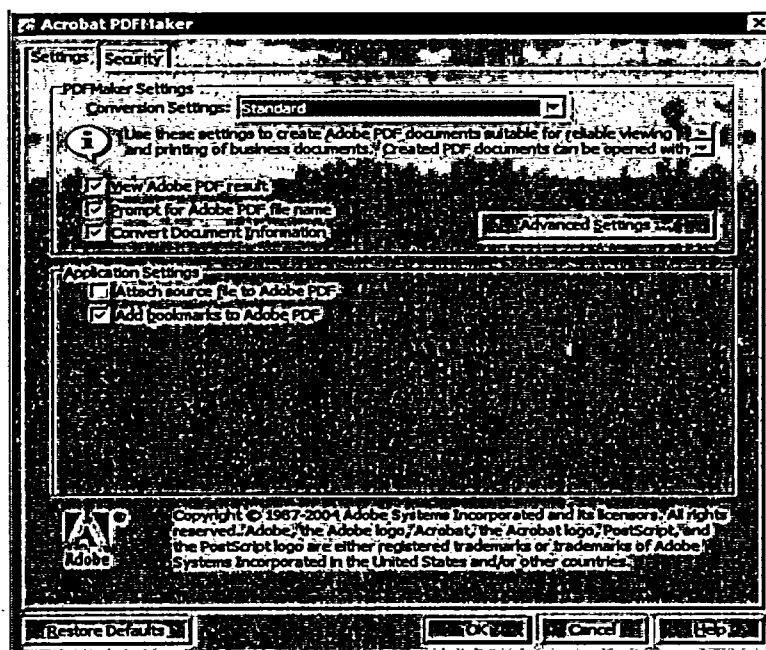 Acrobat PDFMaker
Settings Security
PDFMaker Settings
Conversion Settings: Standard
Use these settings to create Adobe PDF documents suitable for reliable viewing
and printing of business documents. Created PDF documents can be opened with
View Adobe PDF result
Prompt for Adobe PDF file name
Convert Document Information
Advanced Settings ...
Application Settings
Attach source file to Adobe PDF
Add bookmarks to Adobe PDF
Copyright © 1987-2004 Adobe Systems Incorporated and its licensors. All rights
reserved. Adobe, the Adobe logo, Acrobat, the Acrobat logo, PostScript, and
the PostScript logo are either registered trademarks or trademarks of Adobe
Systems Incorporated in the United States and/or other countries.
Adobe
Restore Defaults OK Cancel Help